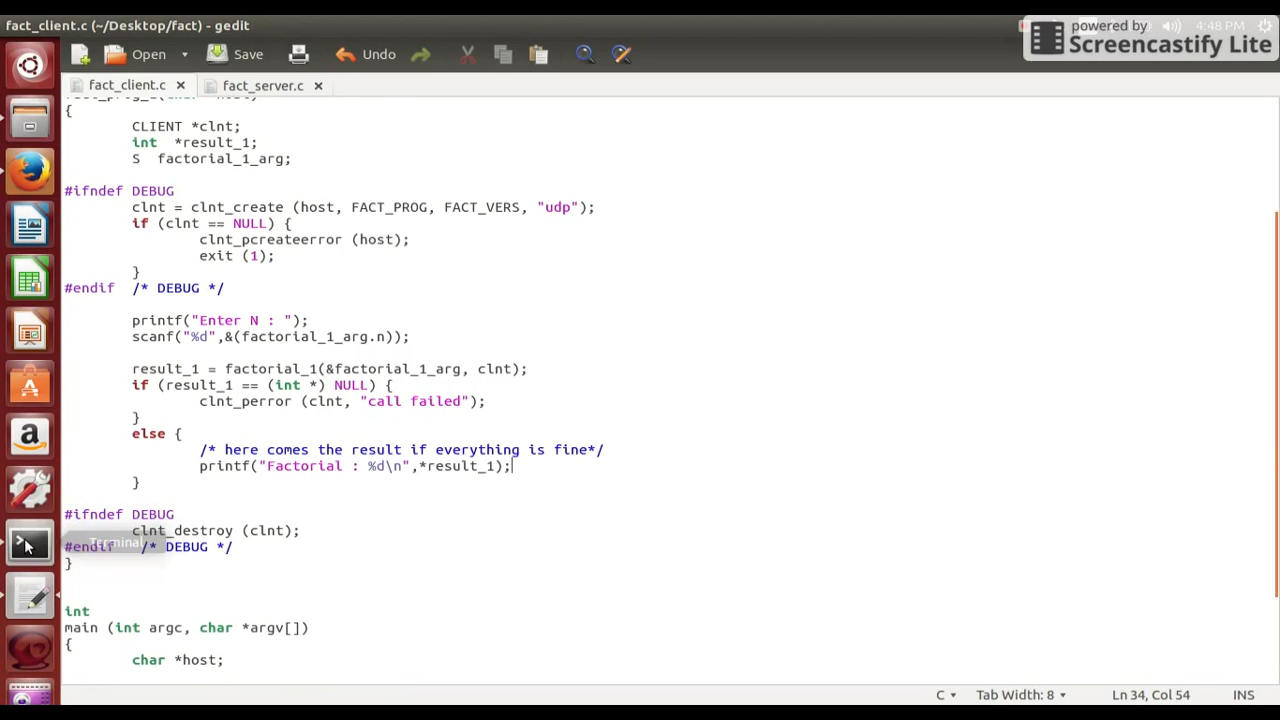 fact_client.c (~/Desktop/fact) - gedit
4:48 PM
powered by
Screencastify Lite
Open
Save
Undo
fact_client.c
fact_server.c
{
CLIENT *clnt;
int  *result_1;
S  factorial_1_arg;
#ifndef DEBUG
clnt = clnt_create (host, FACT_PROG, FACT_VERS, "udp");
if (clnt == NULL) {
clnt_pcreateerror (host);
exit (1);
}
#endif  /* DEBUG */
printf("Enter N : ");
scanf("%d",&(factorial_1_arg.n));
result_1 = factorial_1(&factorial_1_arg, clnt);
if (result_1 == (int *) NULL) {
clnt_perror (clnt, "call failed");
}
else {
/* here comes the result if everything is fine*/
printf("Factorial : %d\n",*result_1);
}
#ifndef DEBUG
clnt_destroy (clnt);
Terminal
#endif   /* DEBUG */
}
int
main (int argc, char *argv[])
{
char *host;
C
Tab Width: 8
Ln 34, Col 54
INS